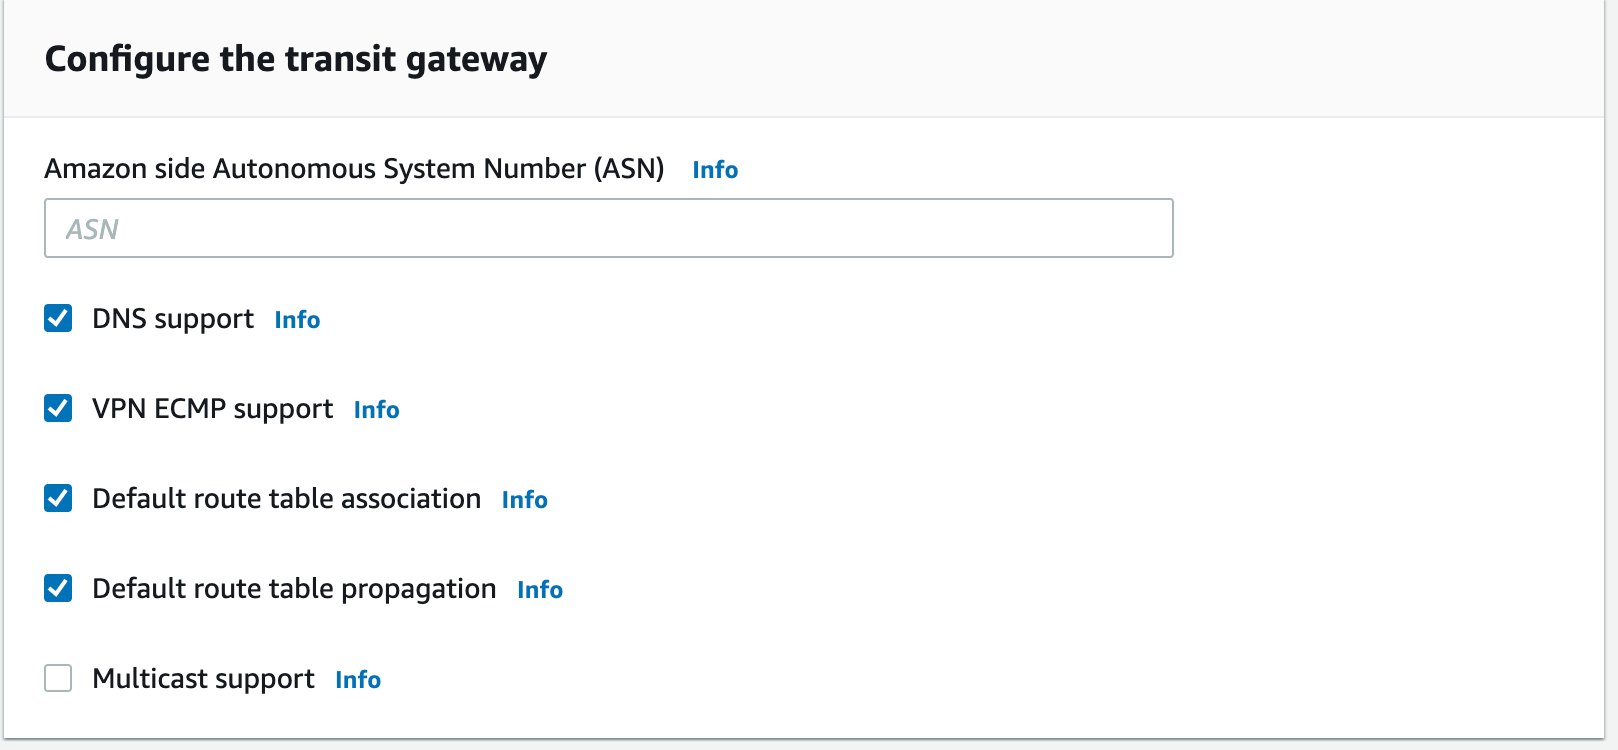 Configure the transit gateway
Amazon side Autonomous System Number (ASN) Info
ASN
DNS support Info
VPN ECMP support Info
Default route table association Info
Default route table propagation Info
Multicast support Info